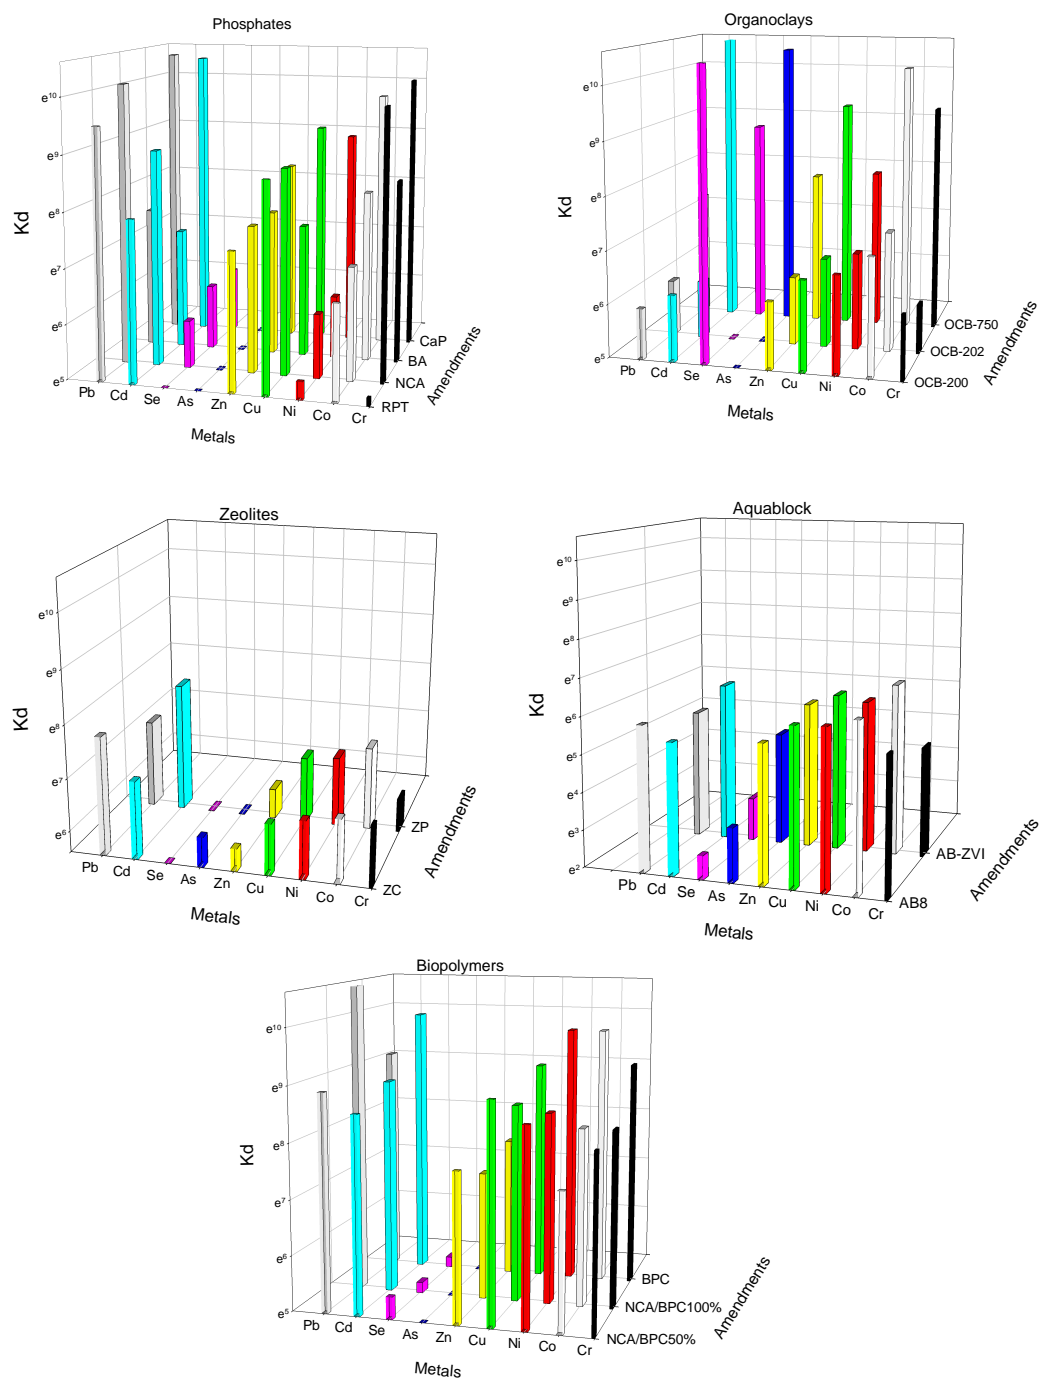 Phosphates
e10
e9
e8
e7
e6
e5
Kd
Pb
Cd
Se
As
Zn
Cu
Ni
Co
Cr
Metals
CaP
BA
NCA
RPT
Amendments
Organoclays
e10
e9
e8
e7
e6
e5
Kd
Pb
Cd
Se
As
Zn
Cu
Ni
Co
Cr
Metals
OCB-750
OCB-202
OCB-200
Amendments
Zeolites
e10
e9
e8
e7
e6
Kd
Pb
Cd
Se
As
Zn
Cu
Ni
Co
Cr
Metals
ZP
ZC
Amendments
Aquablock
e10
e9
e8
e7
e6
e5
e4
e3
e2
Kd
Pb
Cd
Se
As
Zn
Cu
Ni
Co
Cr
Metals
AB-ZVI
AB8
Amendments
Biopolymers
e10
e9
e8
e7
e6
e5
Kd
Pb
Cd
Se
As
Zn
Cu
Ni
Co
Cr
Metals
BPC
NCA/BPC100%
NCA/BPC50%
Amendments